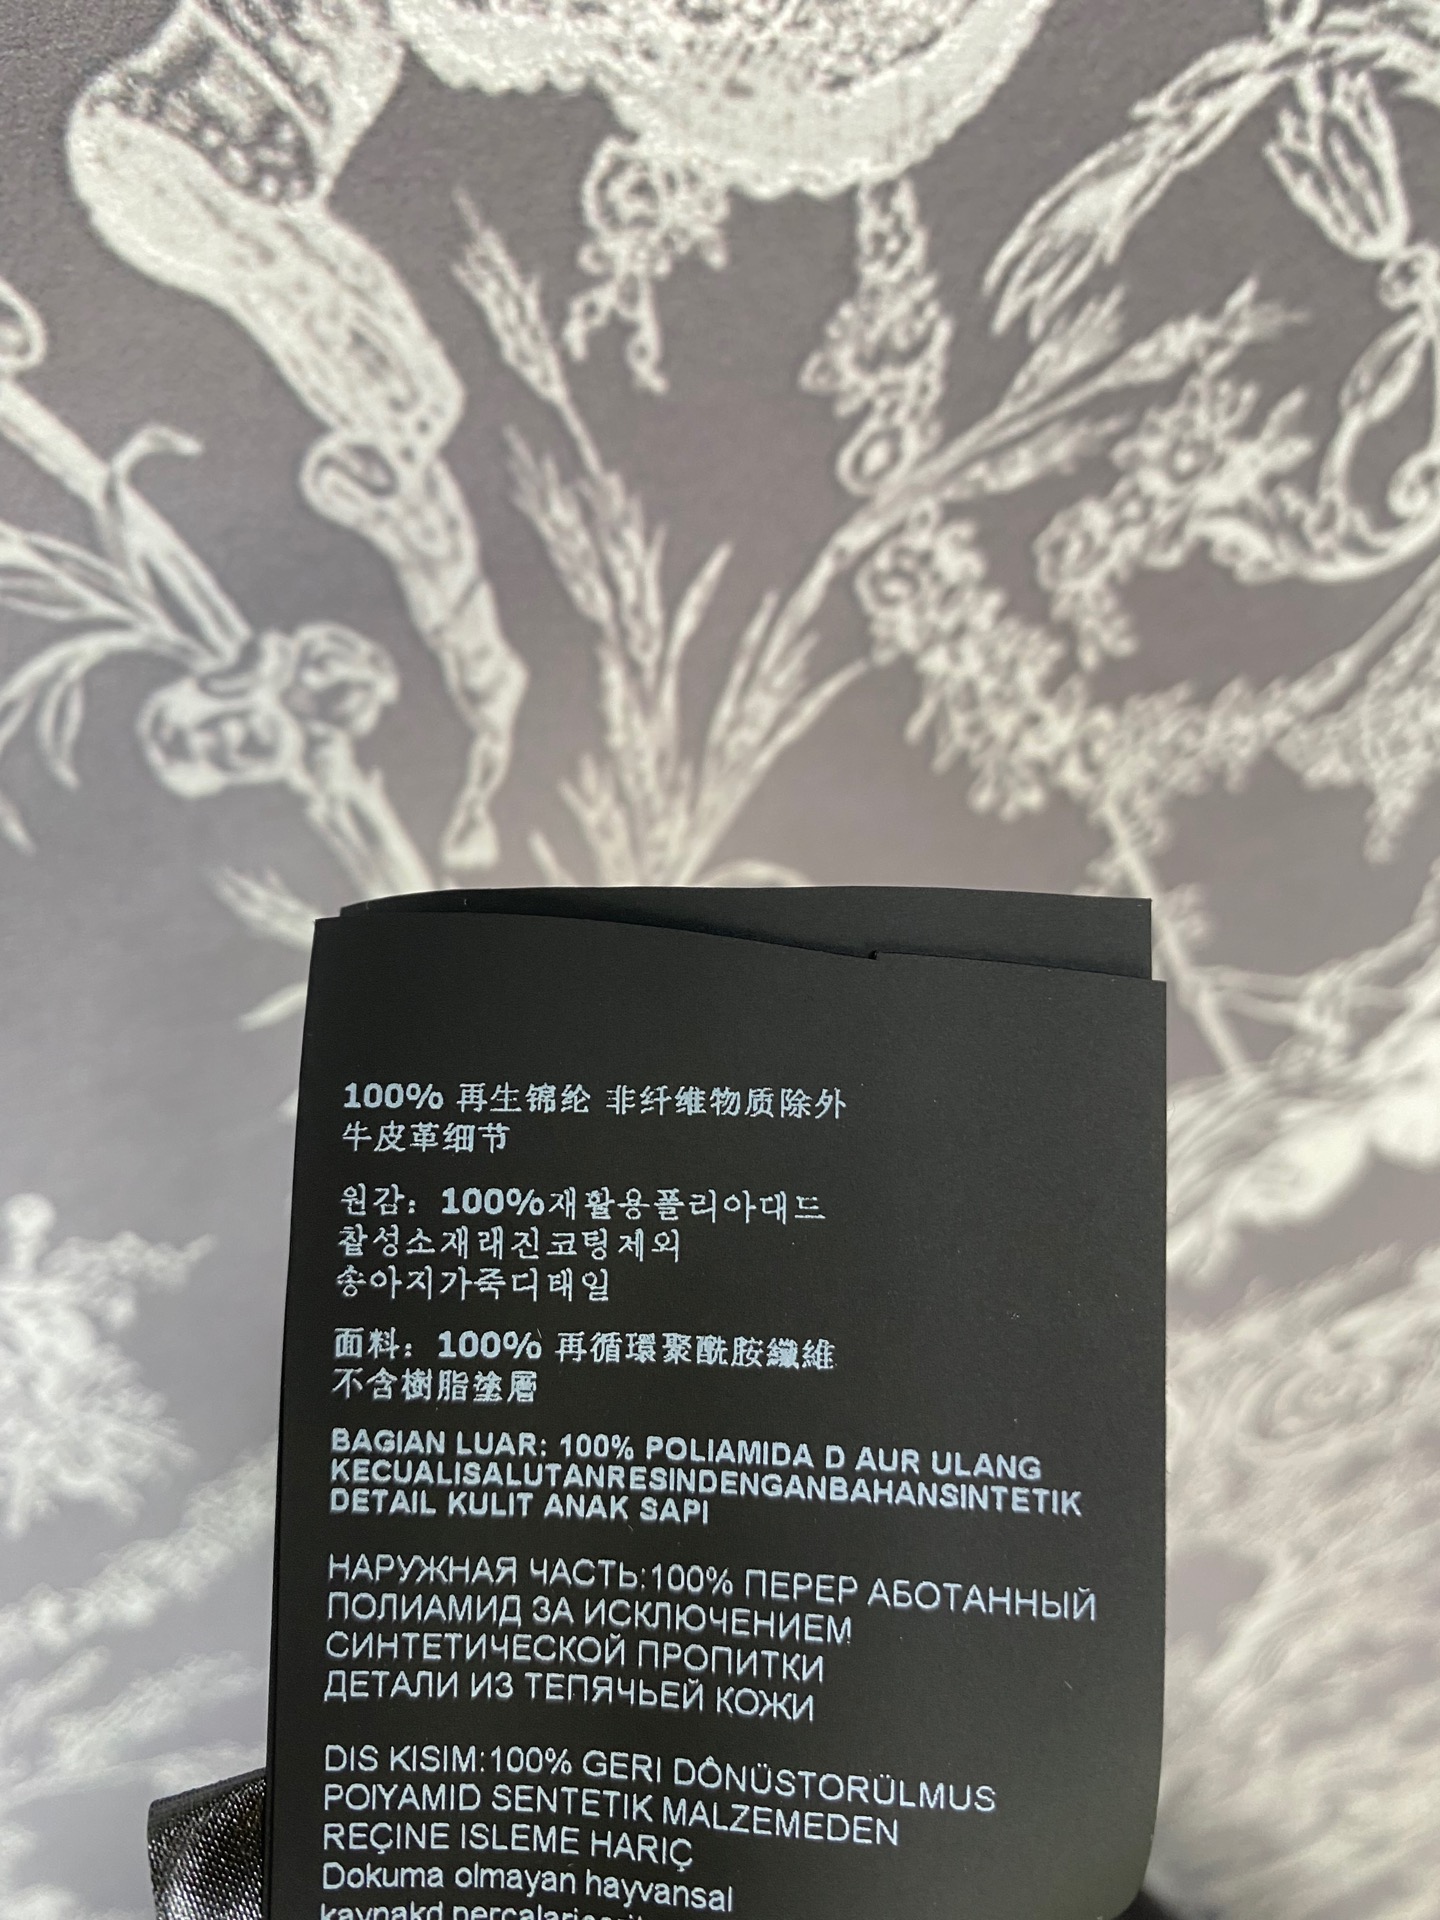 100% 再生锦纶 非纤维物质除外
牛皮革细节
원감: 100%재활용폴리아대드
찰성소재래진코팅제외
송아지가죽디태일
面料: 100% 再循環聚酰胺纖維
不含樹脂塗層
BAGIAN LUAR: 100% POLIAMIDA D AUR ULANG
KECUALISALUTANRESINDENGANBAHANSINTETIK
DETAIL KULIT ANAK SAPI
НАРУЖНАЯ ЧАСТЬ:100% ПЕРЕР АБОТАННЫЙ
ПОЛИАМИД ЗА ИСКЛЮЧЕНИЕМ
СИНТЕТИЧЕСКОЙ ПРОПИТКИ
ДЕТАЛИ ИЗ ТЕПЯЧЬЕЙ КОЖИ
DIS KISIM:100% GERI DÔNÜSTORÜLMUS
POIYAMID SENTETIK MALZEMEDEN
REÇINE ISLEME HARIÇ
Dokuma olmayan hayvansal